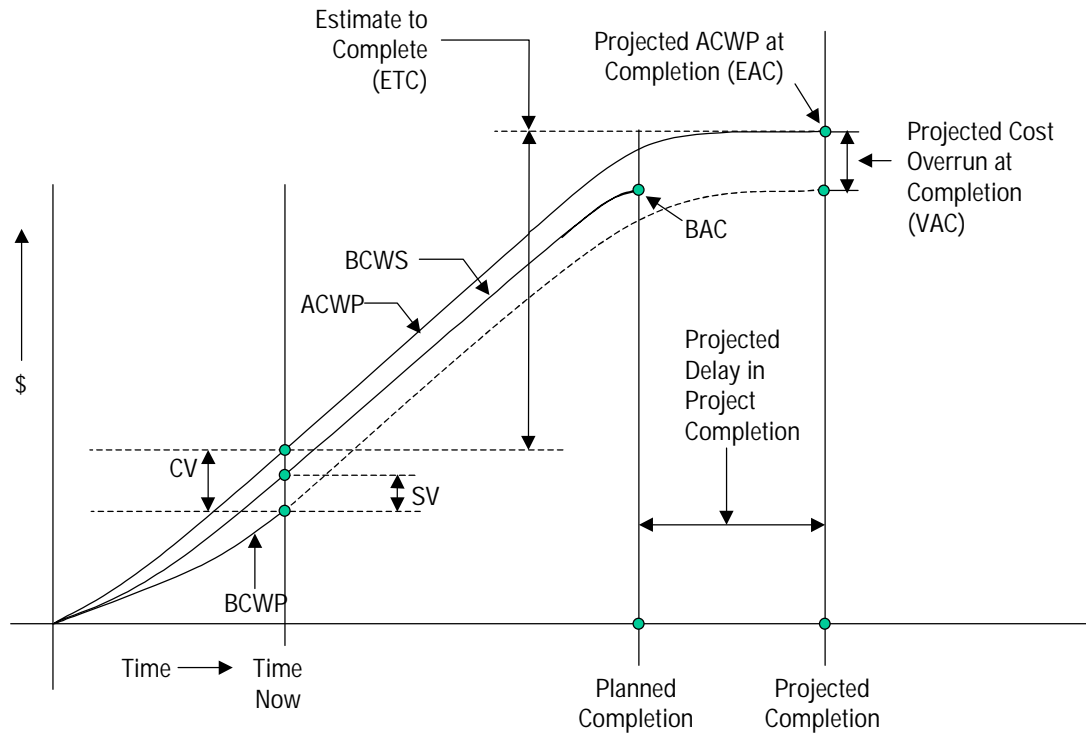 Estimate to
Complete
(ETC)
Projected ACWP at
Completion (EAC)
Projected Cost
Overrun at
Completion
(VAC)
BAC
BCWS
ACWP
$
Projected
Delay in
Project
Completion
CV
SV
BCWP
Time
Time
Now
Planned
Completion
Projected
Completion